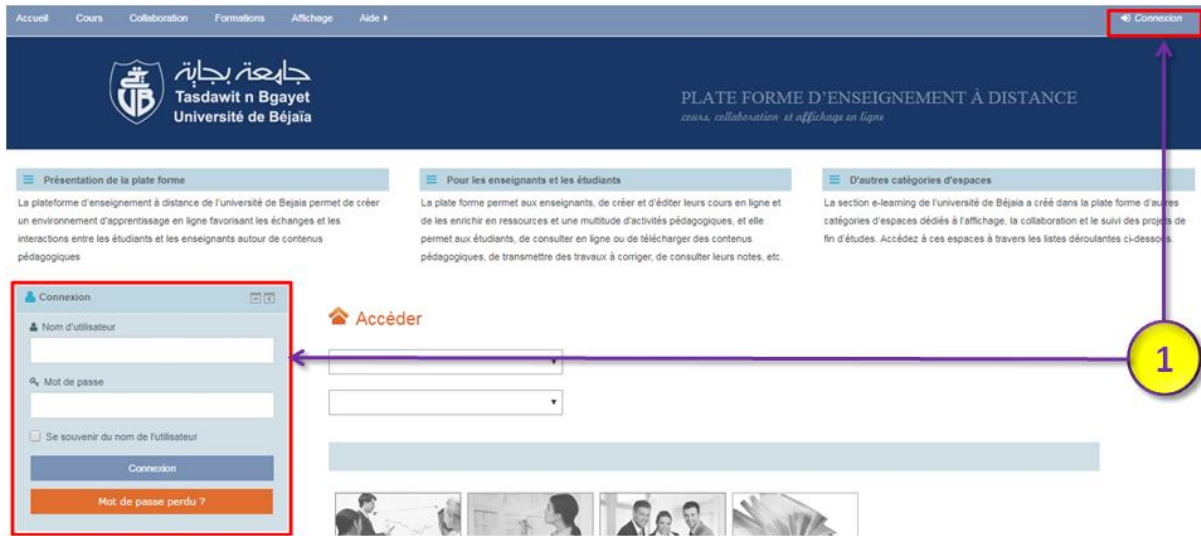 Accueil Cours Collaboration Formations Affichage Aide
Connexion
جامعة بجاية
Tasdawit n Bgayet
Université de Béjaïa
PLATE FORME D'ENSEIGNEMENT À DISTANCE
cours, collaboration et affichage en ligne
Présentation de la plate forme
La plateforme d'enseignement à distance de l'université de Bejaia permet de créer
un environnement d'apprentissage en ligne favorisant les échanges et les
interactions entre les étudiants et les enseignants autour de contenus
pédagogiques
Pour les enseignants et les étudiants
La plate forme permet aux enseignants, de créer et d'éditer leurs cours en ligne et
de les enrichir en ressources et une multitude d'activités pédagogiques, et elle
permet aux étudiants, de consulter en ligne ou de télécharger des contenus
pédagogiques, de transmettre des travaux à corriger, de consulter leurs notes, etc.
D'autres catégories d'espaces
La section e-learning de l'université de Béjaia a créé dans la plate forme d'autres
catégories d'espaces dédiés à l'affichage, la collaboration et le suivi des projets de
fin d'études. Accédez à ces espaces à travers les listes déroulantes ci-dessous.
Connexion
Nom d'utilisateur
Mot de passe
Se souvenir du nom de l'utilisateur
Connexion
Mot de passe perdu ?
Accéder
1